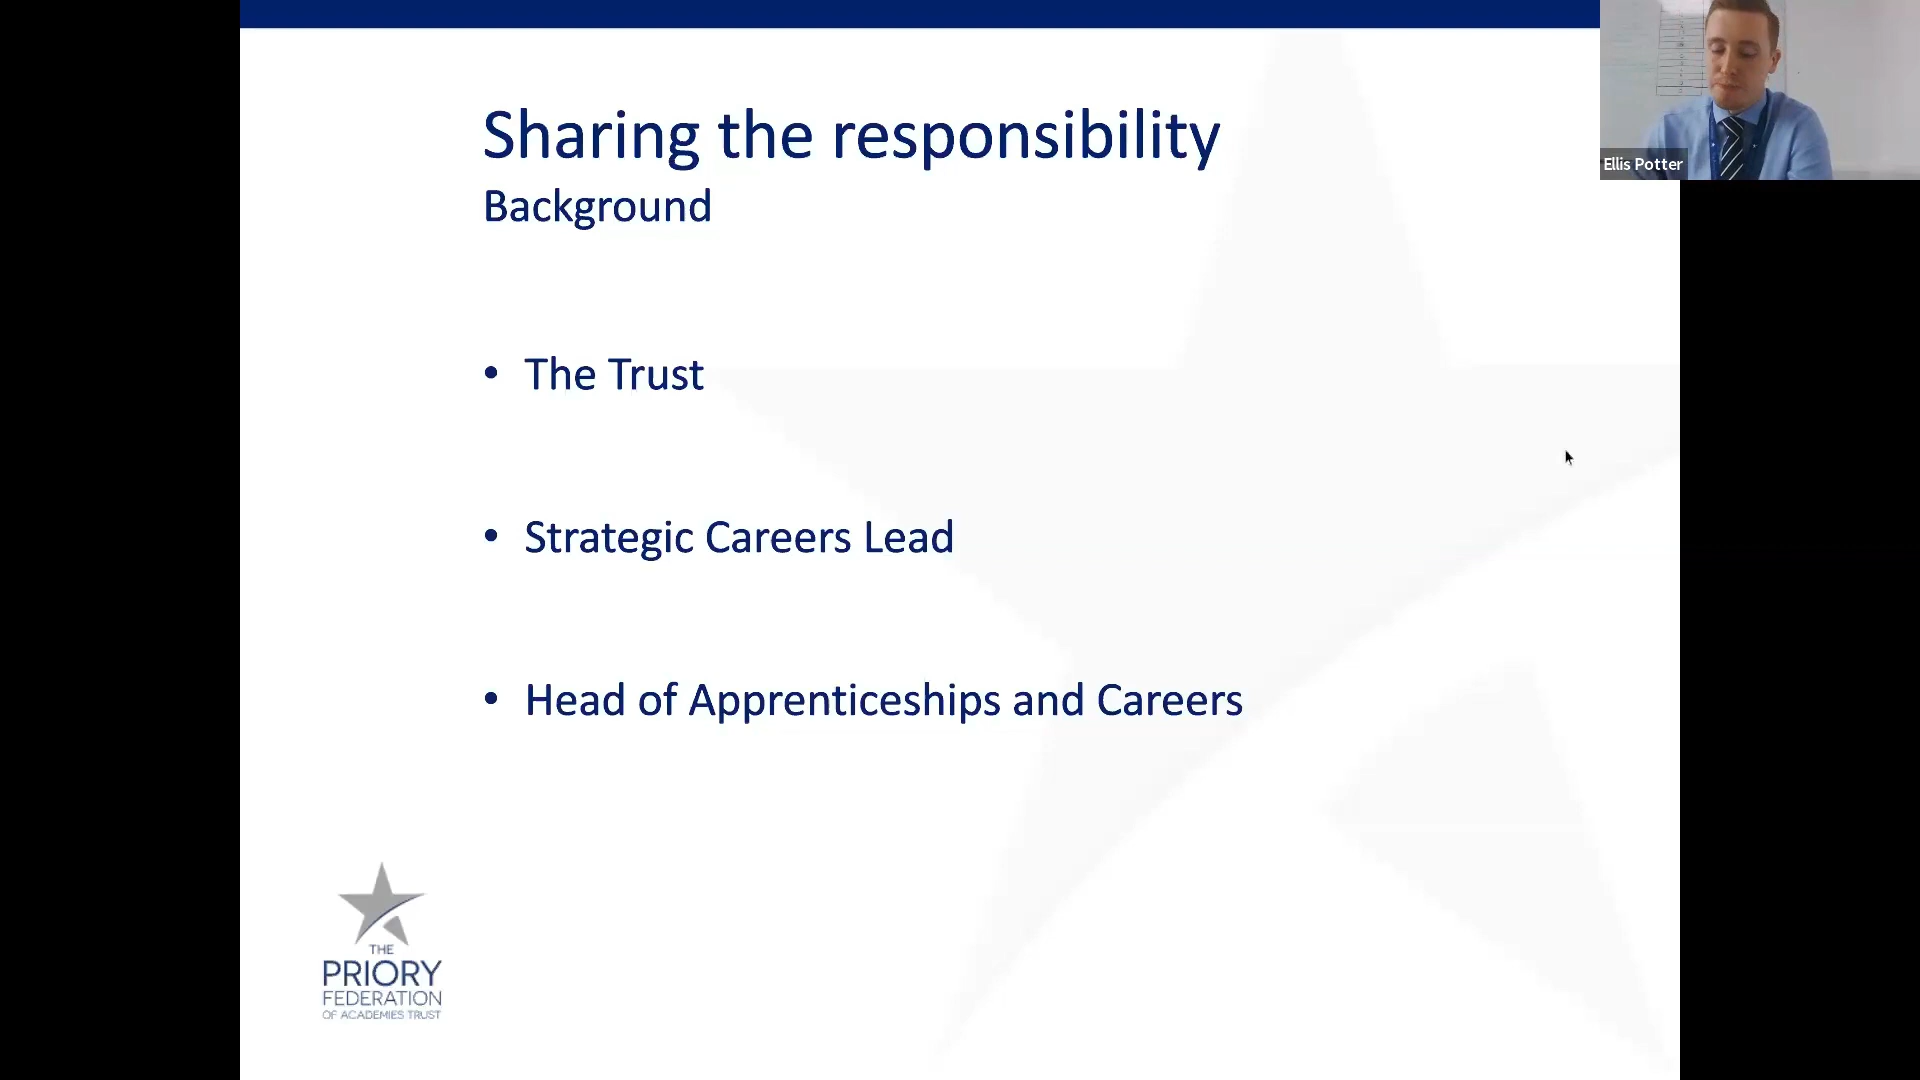 Sharing the responsibility
Background
• The Trust
• Strategic Careers Lead
• Head of Apprenticeships and Careers
Ellis Potter
THE
PRIORY
FEDERATION
OF ACADEMIES TRUST